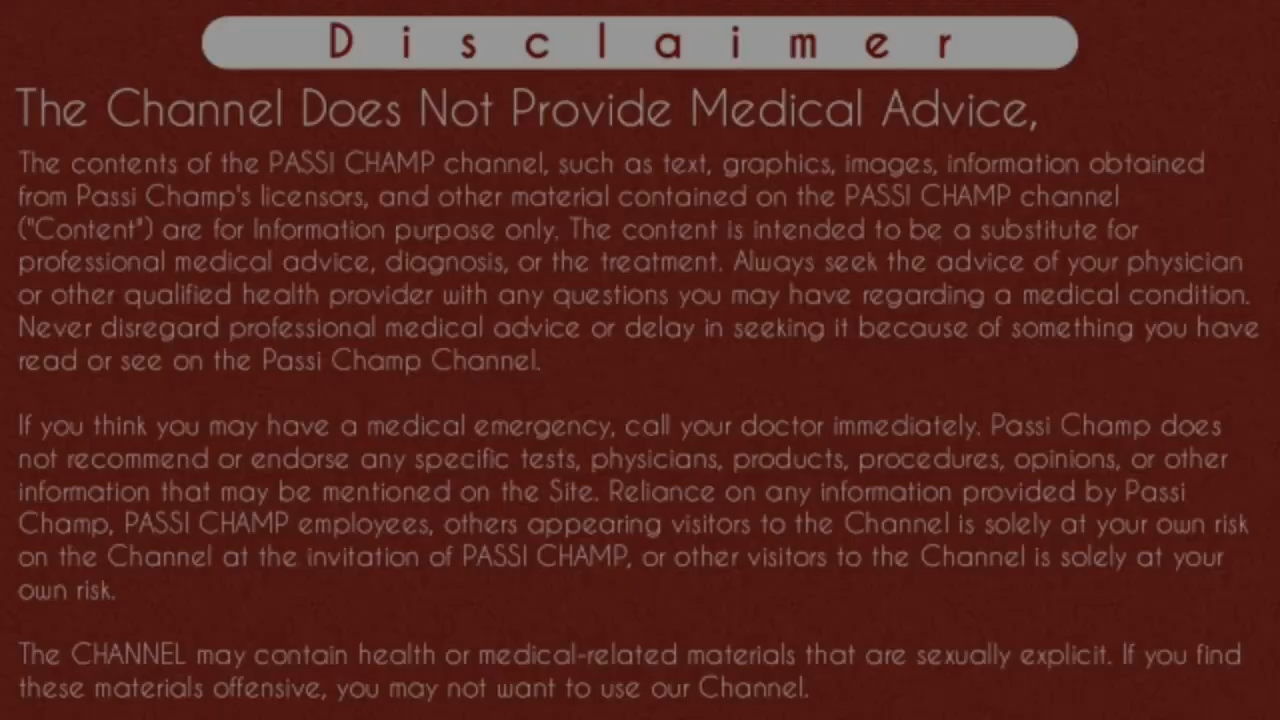 Disclaimer
The Channel Does Not Provide Medical Advice,
The contents of the PASSI CHAMP channel, such as text, graphics, images, information obtained
from Passi Champ's licensors, and other material contained on the PASSI CHAMP channel
("Content") are for Information purpose only. The content is intended to be a substitute for
professional medical advice, diagnosis, or the treatment. Always seek the advice of your physician
or other qualified health provider with any questions you may have regarding a medical condition.
Never disregard professional medical advice or delay in seeking it because of something you have
read or see on the Passi Champ Channel.
If you think you may have a medical emergency, call your doctor immediately. Passi Champ does
not recommend or endorse any specific tests, physicians, products, procedures, opinions, or other
information that may be mentioned on the Site. Reliance on any information provided by Passi
Champ, PASSI CHAMP employees, others appearing visitors to the Channel is solely at your own risk
on the Channel at the invitation of PASSI CHAMP, or other visitors to the Channel is solely at your
own risk.
The CHANNEL may contain health or medical-related materials that are sexually explicit. If you find
these materials offensive, you may not want to use our Channel.